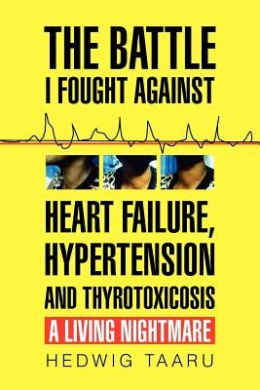 THE BATTLE
I FOUGHT AGAINST
HEART FAILURE,
HYPERTENSION
AND THYROTOXICOSIS
A LIVING NIGHTMARE
HEDWIG TAARU